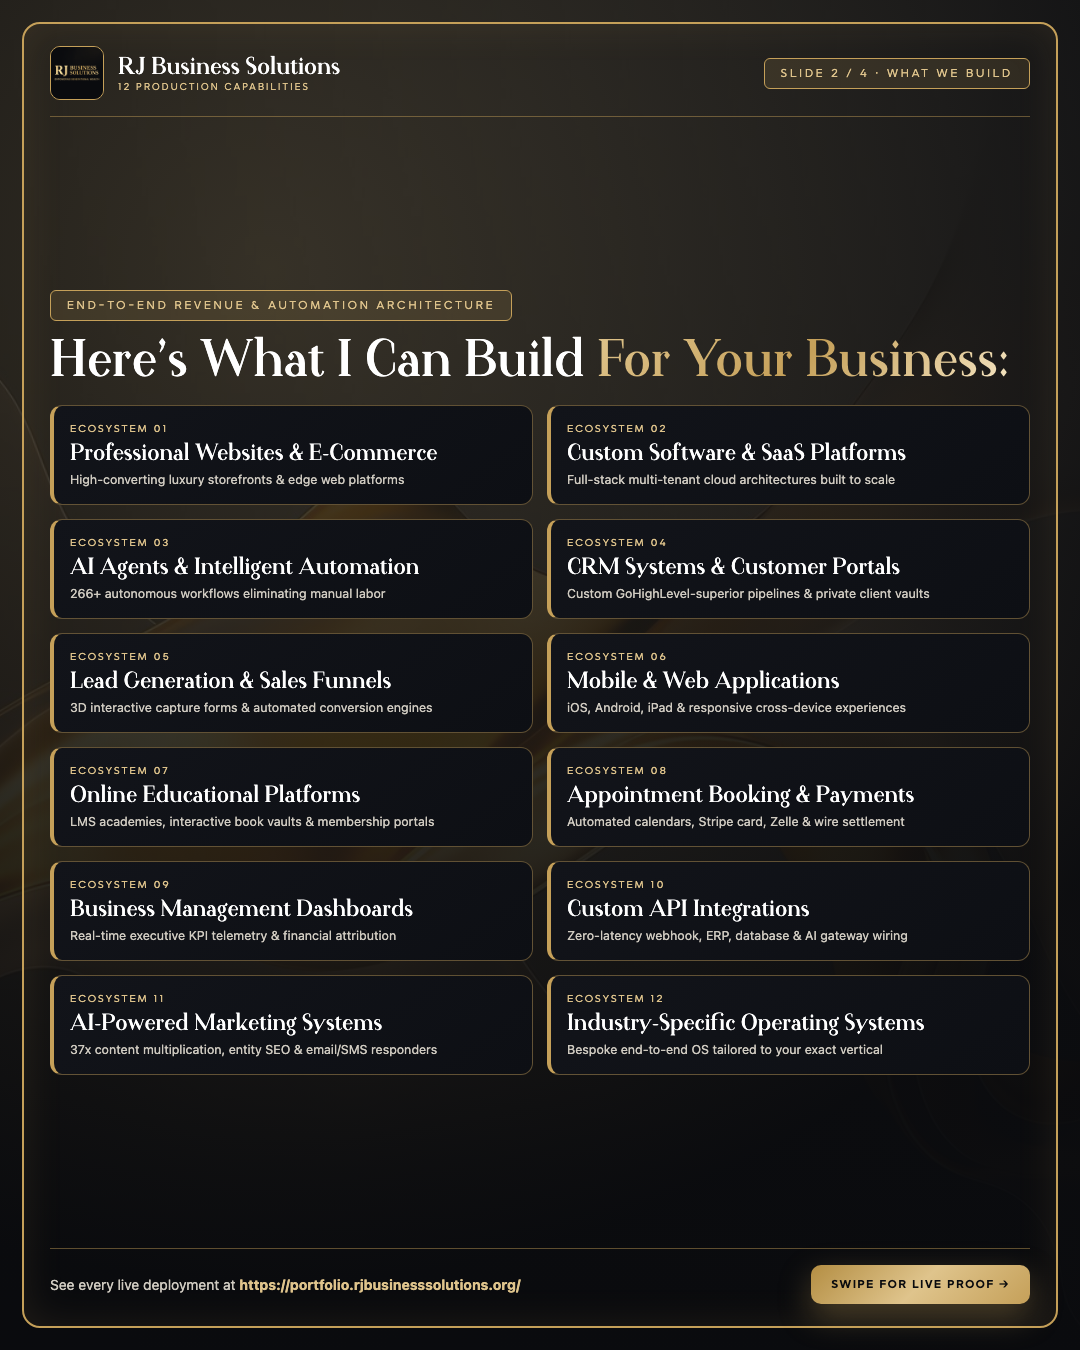 RJ BUSINESS
SOLUTIONS
RJ Business Solutions
12 PRODUCTION CAPABILITIES
SLIDE 2 / 4 · WHAT WE BUILD
END-TO-END REVENUE & AUTOMATION ARCHITECTURE
Here's What I Can Build For Your Business:
ECOSYSTEM 01
Professional Websites & E-Commerce
High-converting luxury storefronts & edge web platforms
ECOSYSTEM 02
Custom Software & SaaS Platforms
Full-stack multi-tenant cloud architectures built to scale
ECOSYSTEM 03
AI Agents & Intelligent Automation
266+ autonomous workflows eliminating manual labor
ECOSYSTEM 04
CRM Systems & Customer Portals
Custom GoHighLevel-superior pipelines & private client vaults
ECOSYSTEM 05
Lead Generation & Sales Funnels
3D interactive capture forms & automated conversion engines
ECOSYSTEM 06
Mobile & Web Applications
iOS, Android, iPad & responsive cross-device experiences
ECOSYSTEM 07
Online Educational Platforms
LMS academies, interactive book vaults & membership portals
ECOSYSTEM 08
Appointment Booking & Payments
Automated calendars, Stripe card, Zelle & wire settlement
ECOSYSTEM 09
Business Management Dashboards
Real-time executive KPI telemetry & financial attribution
ECOSYSTEM 10
Custom API Integrations
Zero-latency webhook, ERP, database & AI gateway wiring
ECOSYSTEM 11
AI-Powered Marketing Systems
37x content multiplication, entity SEO & email/SMS responders
ECOSYSTEM 12
Industry-Specific Operating Systems
Bespoke end-to-end OS tailored to your exact vertical
See every live deployment at https://portfolio.rjbusinesssolutions.org/
SWIPE FOR LIVE PROOF →